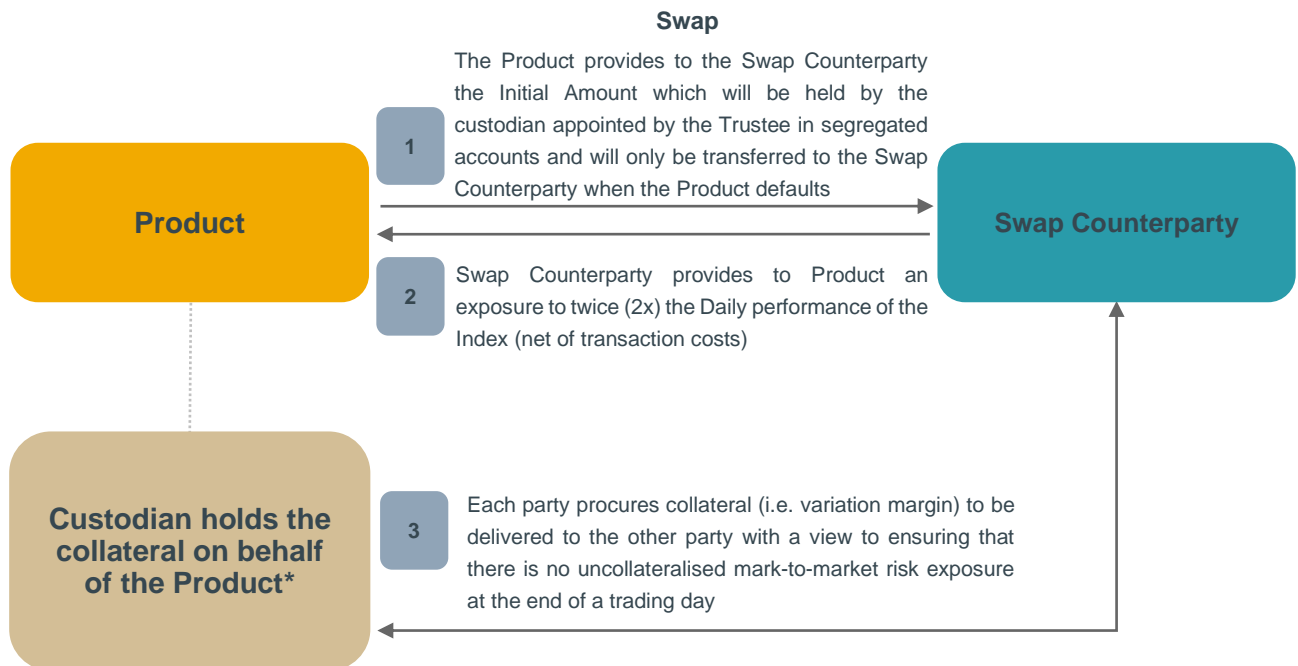 Swap
The Product provides to the Swap Counterparty
the Initial Amount which will be held by the
custodian appointed by the Trustee in segregated
accounts and will only be transferred to the Swap
Counterparty when the Product defaults
1
Product
Swap Counterparty
2
Swap Counterparty provides to Product an
exposure to twice (2x) the Daily performance of the
Index (net of transaction costs)
Custodian holds the
collateral on behalf
of the Product*
3
Each party procures collateral (i.e. variation margin) to be
delivered to the other party with a view to ensuring that
there is no uncollateralised mark-to-market risk exposure
at the end of a trading day